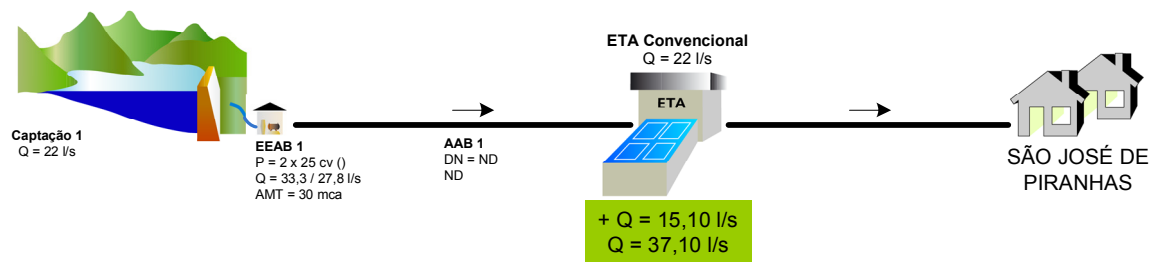 Captação 1
Q = 22 l/s
EEAB 1
P = 2 x 25 cv ()
Q = 33,3 / 27,8 l/s
AMT = 30 mca
AAB 1
DN = ND
ND
ETA Convencional
Q = 22 l/s
ETA
+ Q = 15,10 l/s
Q = 37,10 l/s
SÃO JOSÉ DE
PIRANHAS